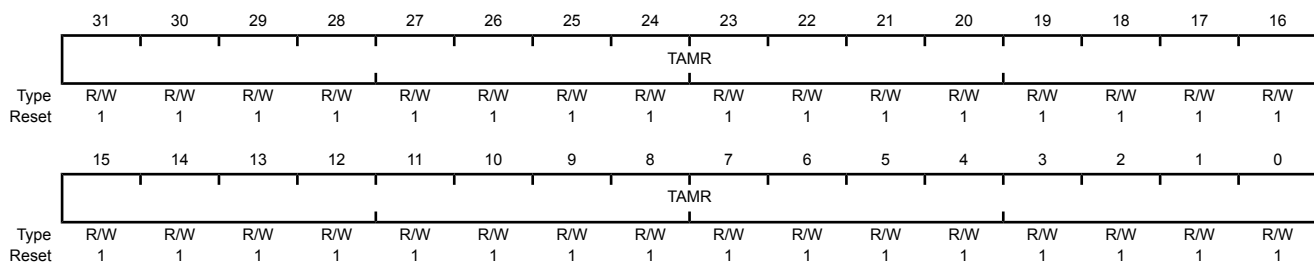 31 30 29 28 27 26 25 24 23 22 21 20 19 18 17 16
TAMR
Type R/W R/W R/W R/W R/W R/W R/W R/W R/W R/W R/W R/W R/W R/W R/W R/W
Reset 1 1 1 1 1 1 1 1 1 1 1 1 1 1 1 1
15 14 13 12 11 10 9 8 7 6 5 4 3 2 1 0
TAMR
Type R/W R/W R/W R/W R/W R/W R/W R/W R/W R/W R/W R/W R/W R/W R/W R/W
Reset 1 1 1 1 1 1 1 1 1 1 1 1 1 1 1 1